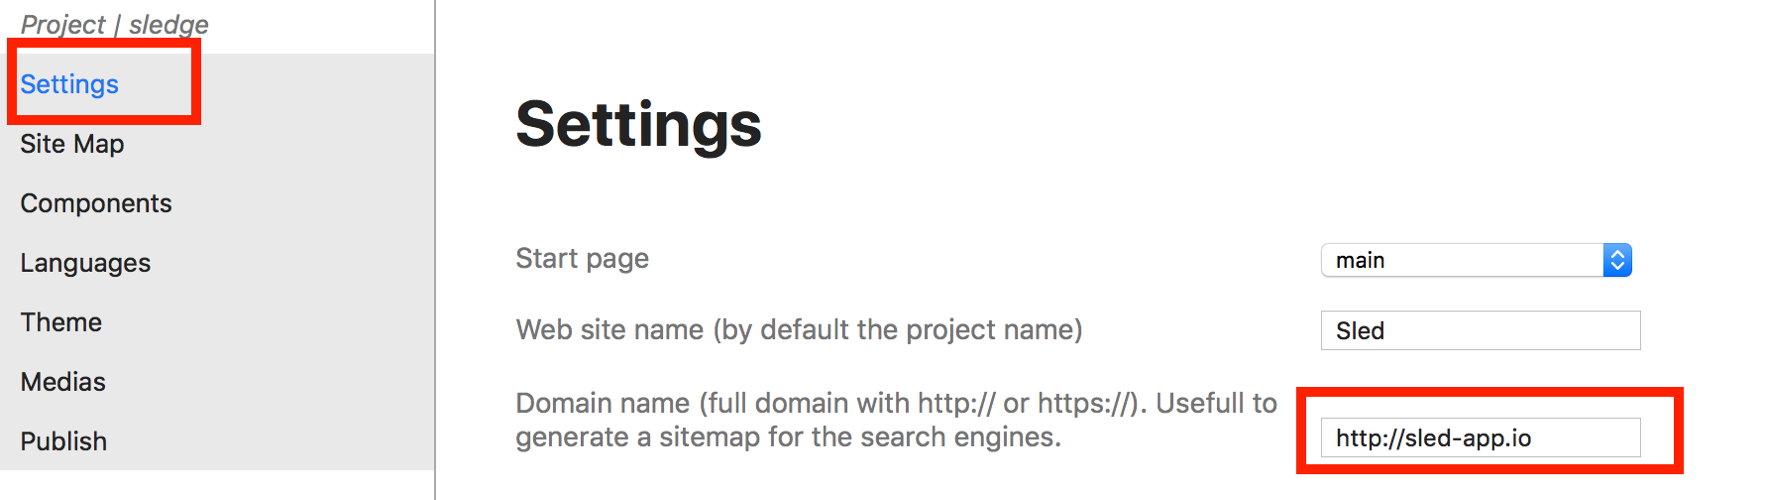 Project | sledge
Settings
Site Map
Components
Languages
Theme
Medias
Publish
Settings
Start page
main
Web site name (by default the project name)
Sled
Domain name (full domain with http:// or https://). Usefull to
generate a sitemap for the search engines.
http://sled-app.io